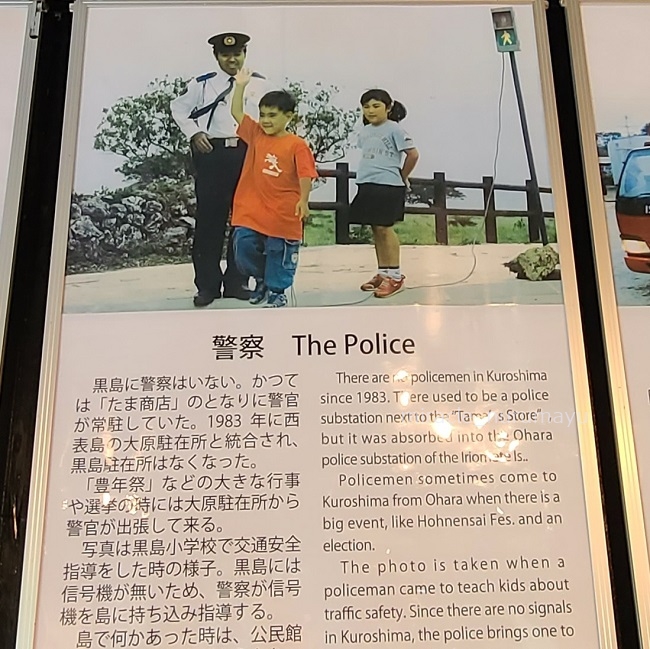 警察　The Police
黒島に警察はいない。かつて
は「たま商店」のとなりに警官
が常駐していた。1983 年に西
表島の大原駐在所と統合され、
黒島駐在所はなくなった。
「豊年祭」などの大きな行事
や選挙の時には大原駐在所から
警官が出張して来る。
写真は黒島小学校で交通安全
指導をした時の様子。黒島には
信号機が無いため、警察が信号
機を島に持ち込み指導する。
島で何かあった時は、公民館
There are no policemen in Kuroshima
since 1983. There used to be a police
substation next to the "Tama's Store"
but it was absorbed into the Ohara
police substation of the Iriomote Is..
Policemen sometimes come to
Kuroshima from Ohara when there is a
big event, like Hohnensai Fes. and an
election.
The photo is taken when a
policeman came to teach kids about
traffic safety. Since there are no signals
in Kuroshima, the police brings one to